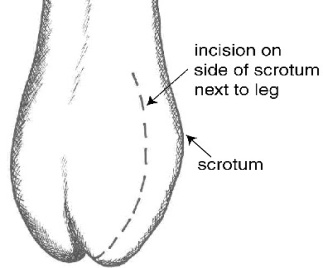 incision on
side of scrotum
next to leg
scrotum